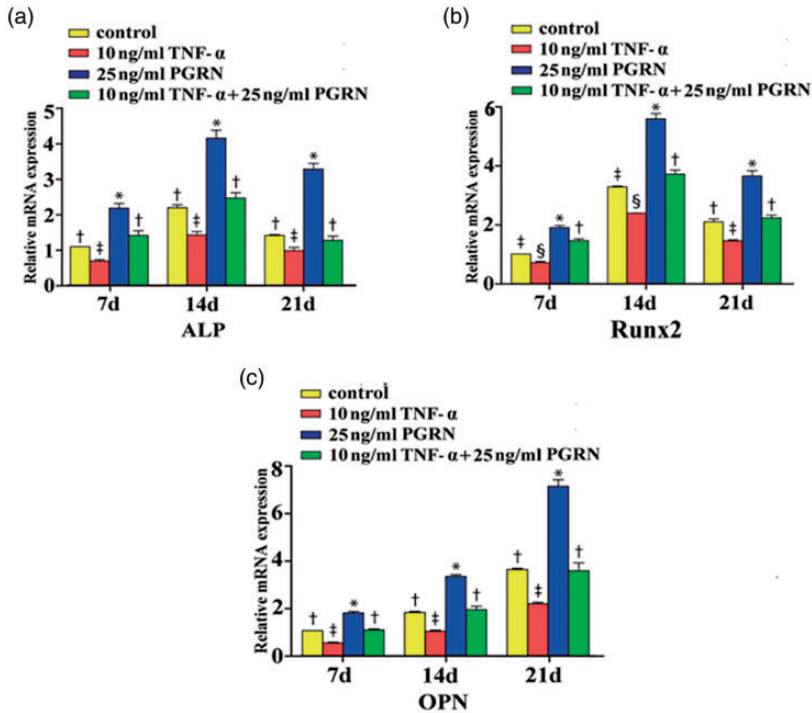 (a)
control
10 ng/ml TNF- α
25 ng/ml PGRN
10 ng/ml TNF- α+25 ng/ml PGRN
Relative mRNA expression
5
4
3
2
1
0
† ‡ * †
† ‡ * †
† ‡ * †
7d 14d 21d
ALP
(b)
control
10 ng/ml TNF- α
25 ng/ml PGRN
10 ng/ml TNF- α+25 ng/ml PGRN
Relative mRNA expression
6
4
2
0
‡ § * †
‡ § * †
† ‡ * †
7d 14d 21d
Runx2
(c)
control
10 ng/ml TNF- α
25 ng/ml PGRN
10 ng/ml TNF- α+25 ng/ml PGRN
Relative mRNA expression
8
6
4
2
0
† ‡ * †
† ‡ * †
† ‡ * †
7d 14d 21d
OPN